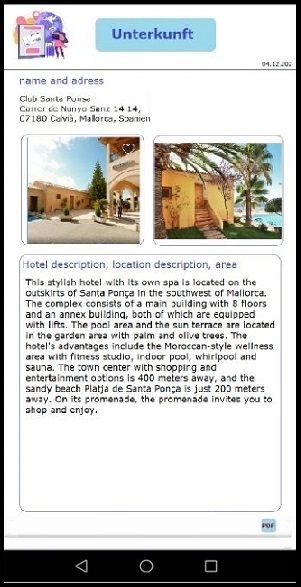 Unterkunft
04.12.202
name and adress
Club Santa Ponsa
Carrer de Nunyo Sanz 14 14,
C7180 Calvià, Mallorca, Spanien
Hotel description, location description, area
This stylish hotel with its own spa is located on the
outskirts of Santa Ponça in the southwest of Mallorca.
The complex consists of a main building with 8 floors
and an annex building, both of which are equipped
with lifts. The pool area and the sun terrace are located
in the garden area with palm and olive trees. The
hotel's advantages include the Moroccan-style wellness
area with fitness studio, indoor pool, whirlpool and
sauna. The town center with shopping and
entertainment options is 400 meters away, and the
sandy beach Platja de Santa Ponça is just 200 meters
away. On its promenade, the promenade invites you to
shop and enjoy.
PDF